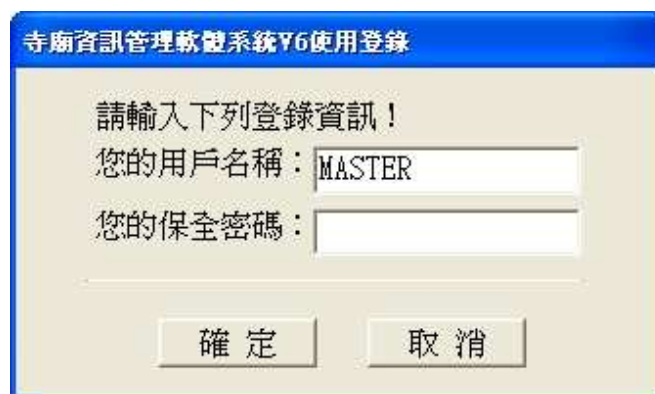 寺廟資訊管理軟體系統V6使用登錄
請輸入下列登錄資訊！
您的用戶名稱：MASTER
您的保全密碼：
確定 取消